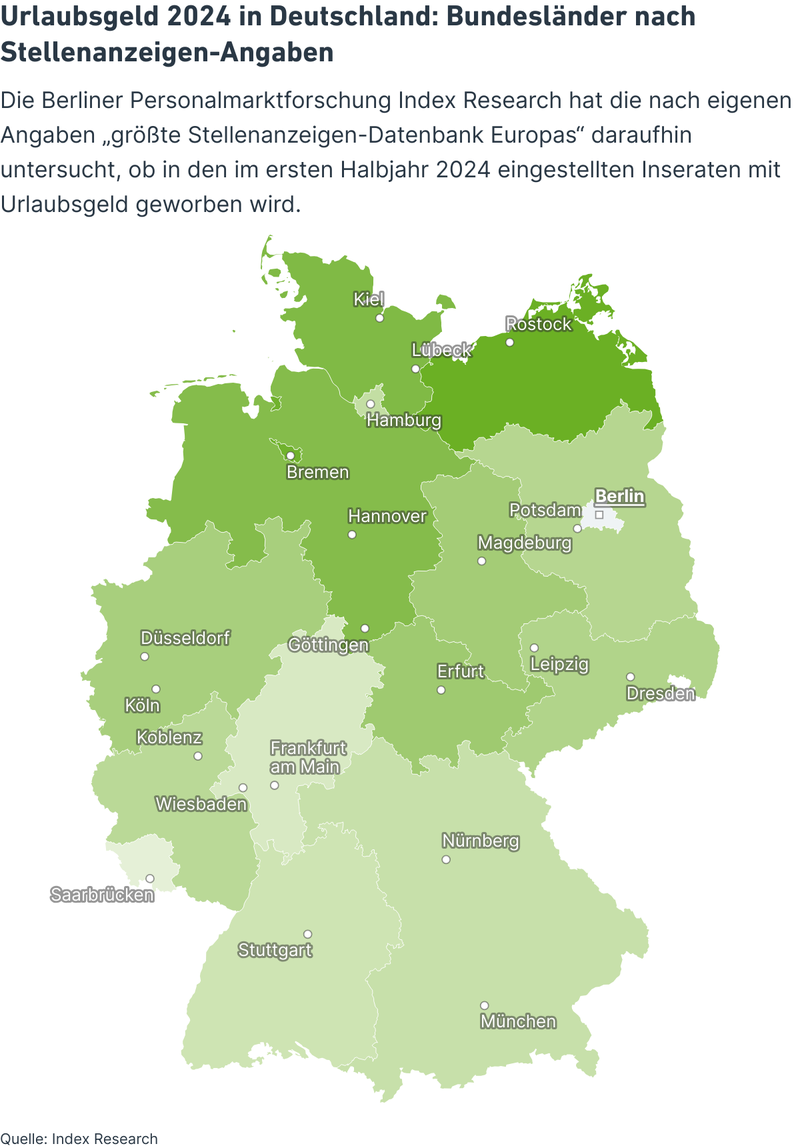 Urlaubsgeld 2024 in Deutschland: Bundesländer nach
Stellenanzeigen-Angaben
Die Berliner Personalmarktforschung Index Research hat die nach eigenen
Angaben „größte Stellenanzeigen-Datenbank Europas“ daraufhin
untersucht, ob in den im ersten Halbjahr 2024 eingestellten Inseraten mit
Urlaubsgeld geworben wird.
Kiel
Rostock
Lübeck
Hamburg
Bremen
Berlin
Potsdam
Hannover
Magdeburg
Düsseldorf
Göttingen
Leipzig
Erfurt
Dresden
Köln
Koblenz
Frankfurt
am Main
Wiesbaden
Nürnberg
Saarbrücken
Stuttgart
München
Quelle: Index Research